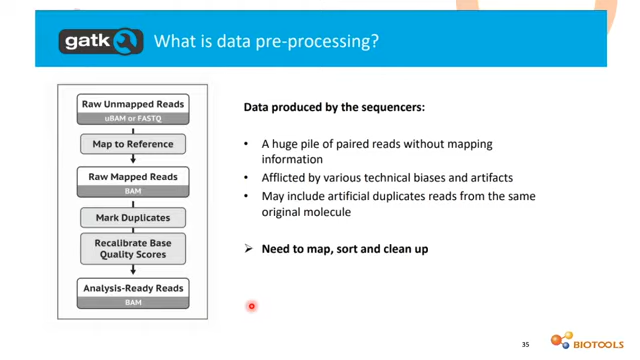 gatk What is data pre-processing?
Raw Unmapped Reads
uBAM or FASTQ
Map to Reference
Raw Mapped Reads
BAM
Mark Duplicates
Recalibrate Base
Quality Scores
Analysis-Ready Reads
BAM
Data produced by the sequencers:
• A huge pile of paired reads without mapping
information
• Afflicted by various technical biases and artifacts
• May include artificial duplicates reads from the same
original molecule
➢ Need to map, sort and clean up
35
BIOTOOLS